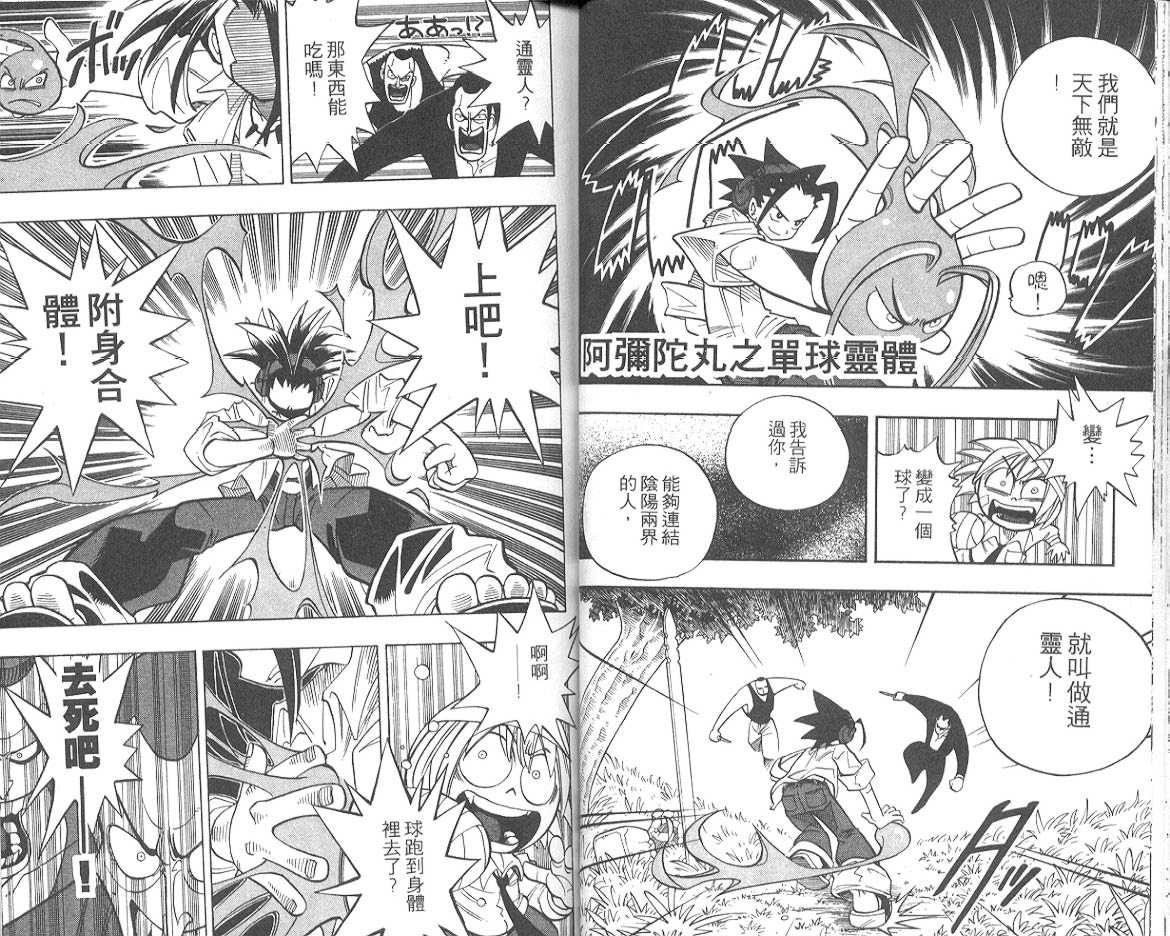 我們就是
天下無敵
！
嗯！
阿彌陀丸之單球靈體
變…
變成一個
球了？
我告訴
過你，
能夠連結
陰陽兩界
的人，
就叫做通
靈人！
通靈人？
ああっ!?
那東西能
吃嗎！
上吧！
附身合
體！
啊啊
！
球跑到身體
裡去了？
去死吧——！